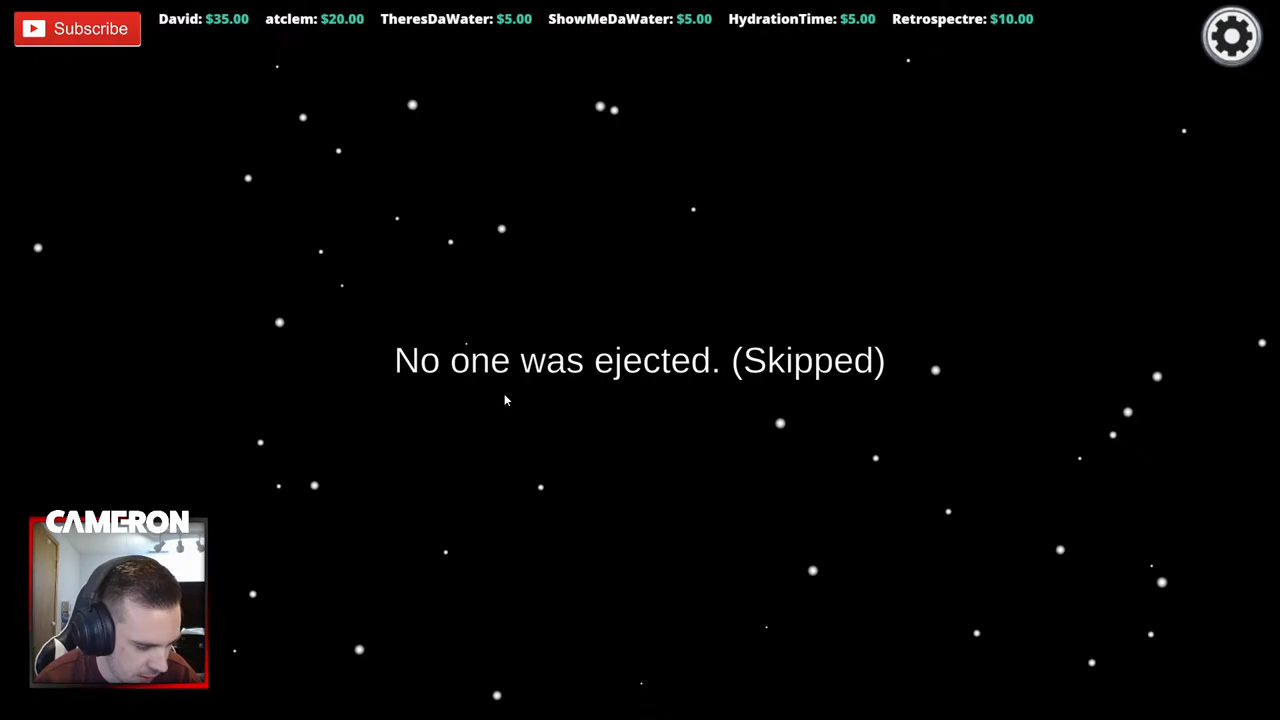 Subscribe
David: $35.00 atclem: $20.00 TheresDaWater: $5.00 ShowMeDaWater: $5.00 HydrationTime: $5.00 Retrospectre: $10.00
No one was ejected. (Skipped)
CAMERON